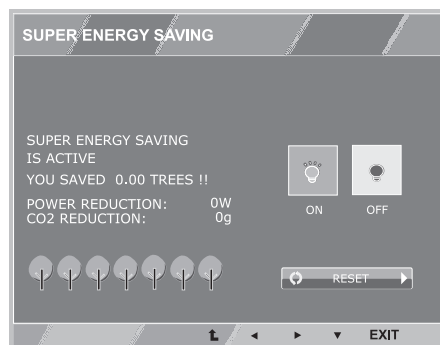 SUPER ENERGY SAVING
SUPER ENERGY SAVING
IS ACTIVE
YOU SAVED 0.00 TREES !!
POWER REDUCTION: 0W
CO2 REDUCTION: 0g
ON OFF
RESET
EXIT